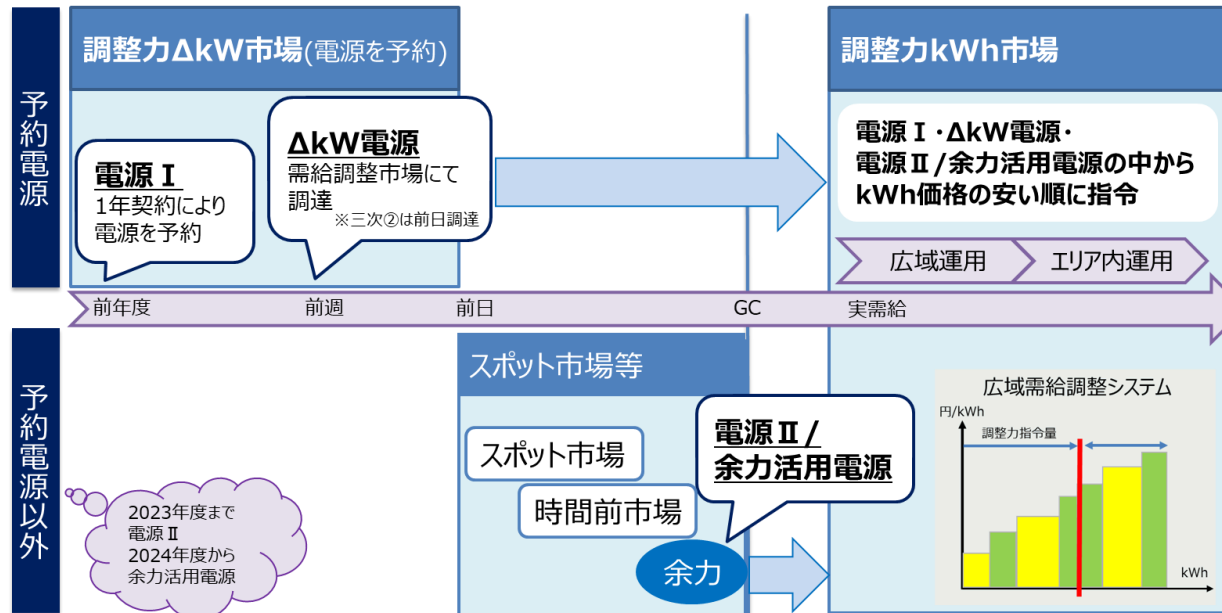 予約電源
調整力ΔkW市場(電源を予約)
電源Ⅰ
1年契約により
電源を予約
ΔkW電源
需給調整市場にて
調達
※三次②は前日調達
調整力kWh市場
電源Ⅰ・ΔkW電源・
電源Ⅱ/余力活用電源の中から
kWh価格の安い順に指令
広域運用
エリア内運用
前年度
前週
前日
GC
実需給
予約電源以外
2023年度まで
電源Ⅱ
2024年度から
余力活用電源
スポット市場等
スポット市場
時間前市場
余力
電源Ⅱ/
余力活用電源
広域需給調整システム
円/kWh
調整力指令量
kWh